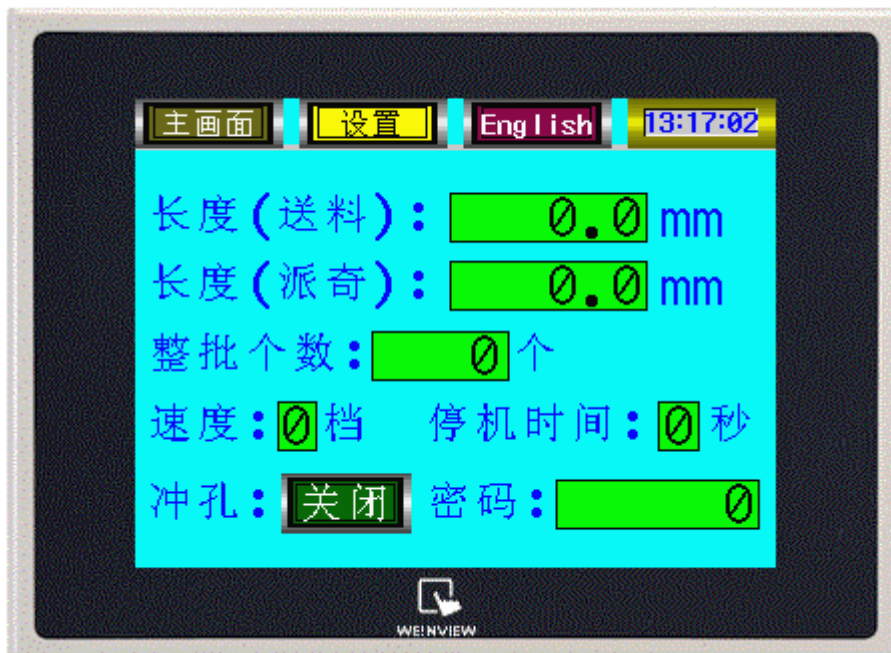 主画面 设置 English 13:17:02
长度(送料): 0.0 mm
长度(派奇): 0.0 mm
整批个数: 0 个
速度: 0 档 停机时间: 0 秒
冲孔: 关闭 密码: 0
WE!NVIEW